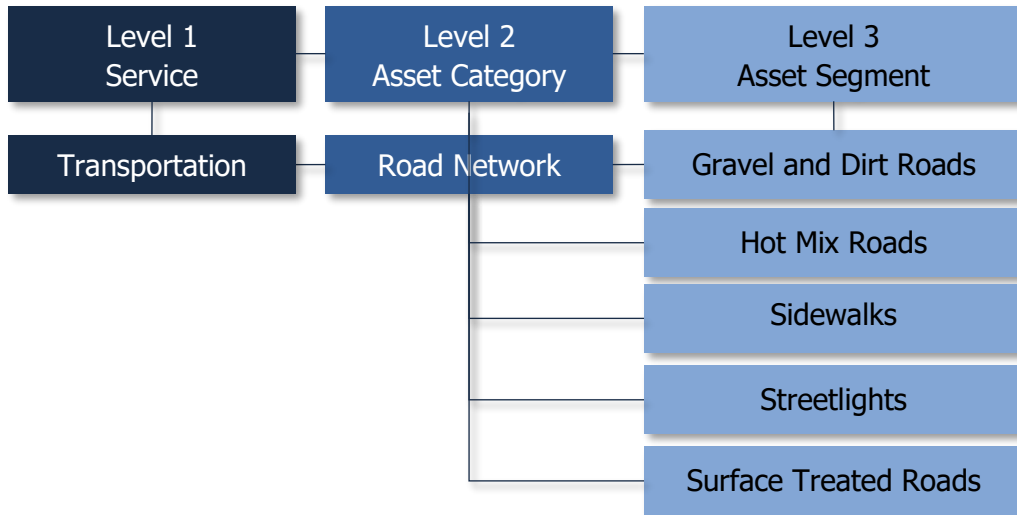 Level 1
Service
Level 2
Asset Category
Level 3
Asset Segment
Transportation
Road Network
Gravel and Dirt Roads
Hot Mix Roads
Sidewalks
Streetlights
Surface Treated Roads